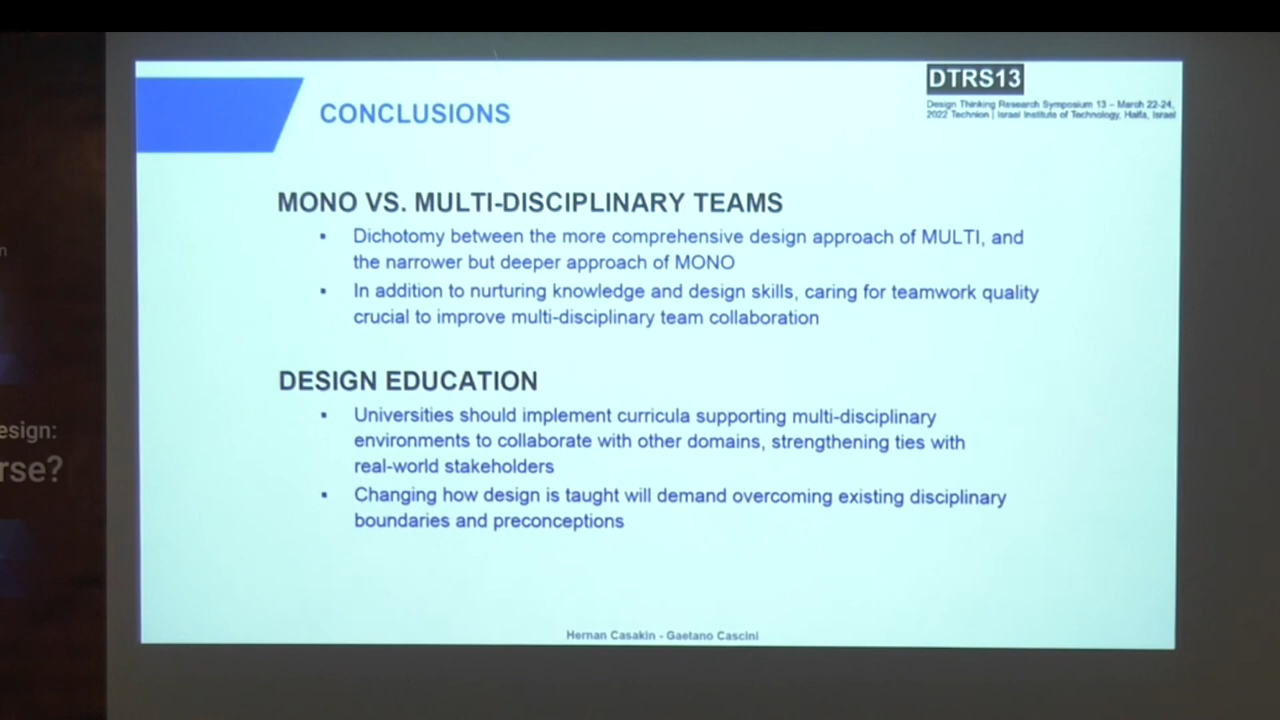 DTRS13
Design Thinking Research Symposium 13 – March 22-24,
2022 Technion | Israel Institute of Technology, Haifa, Israel
CONCLUSIONS
MONO VS. MULTI-DISCIPLINARY TEAMS
▪ Dichotomy between the more comprehensive design approach of MULTI, and
the narrower but deeper approach of MONO
▪ In addition to nurturing knowledge and design skills, caring for teamwork quality
crucial to improve multi-disciplinary team collaboration
DESIGN EDUCATION
▪ Universities should implement curricula supporting multi-disciplinary
environments to collaborate with other domains, strengthening ties with
real-world stakeholders
▪ Changing how design is taught will demand overcoming existing disciplinary
boundaries and preconceptions
Hernan Casakin - Gaetano Cascini
n
esign:
rse?